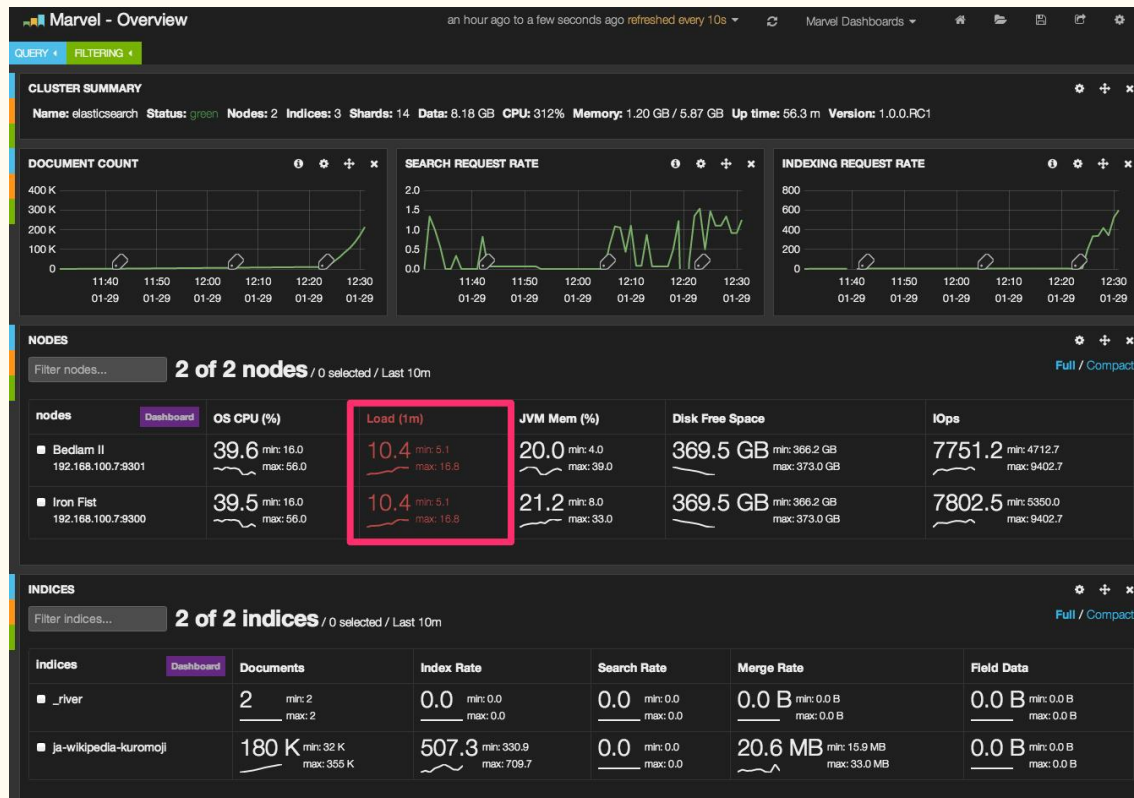 Marvel - Overview
an hour ago to a few seconds ago refreshed every 10s
Marvel Dashboards
QUERY
FILTERING
CLUSTER SUMMARY
Name: elasticsearch Status: green Nodes: 2 Indices: 3 Shards: 14 Data: 8.18 GB CPU: 312% Memory: 1.20 GB / 5.87 GB Up time: 56.3 m Version: 1.0.0.RC1
DOCUMENT COUNT
400 K
300 K
200 K
100 K
0
11:40 11:50 12:00 12:10 12:20 12:30
01-29 01-29 01-29 01-29 01-29 01-29
SEARCH REQUEST RATE
2.0
1.5
1.0
0.5
0.0
11:40 11:50 12:00 12:10 12:20 12:30
01-29 01-29 01-29 01-29 01-29 01-29
INDEXING REQUEST RATE
800
600
400
200
0
11:40 11:50 12:00 12:10 12:20 12:30
01-29 01-29 01-29 01-29 01-29 01-29
NODES
Filter nodes... 2 of 2 nodes / 0 selected / Last 10m
Full / Compact
nodes Dashboard OS CPU (%) Load (1m) JVM Mem (%) Disk Free Space IOps
Bedlam II 39.6 min: 16.0 10.4 min: 5.1 20.0 min: 4.0 369.5 GB min: 366.2 GB 7751.2 min: 4712.7
192.168.100.7:9301 max: 56.0 max: 16.8 max: 39.0 max: 373.0 GB max: 9402.7
Iron Fist 39.5 min: 16.0 10.4 min: 5.1 21.2 min: 8.0 369.5 GB min: 366.2 GB 7802.5 min: 5350.0
192.168.100.7:9300 max: 56.0 max: 16.8 max: 33.0 max: 373.0 GB max: 9402.7
INDICES
Filter indices... 2 of 2 indices / 0 selected / Last 10m
Full / Compact
indices Dashboard Documents Index Rate Search Rate Merge Rate Field Data
_river 2 min: 2 0.0 min: 0.0 0.0 min: 0.0 0.0 B min: 0.0 B 0.0 B min: 0.0 B
max: 2 max: 0.0 max: 0.0 max: 0.0 B max: 0.0 B
ja-wikipedia-kuromoji 180 K min: 32 K 507.3 min: 330.9 0.0 min: 0.0 20.6 MB min: 15.9 MB 0.0 B min: 0.0 B
max: 355 K max: 709.7 max: 0.0 max: 33.0 MB max: 0.0 B